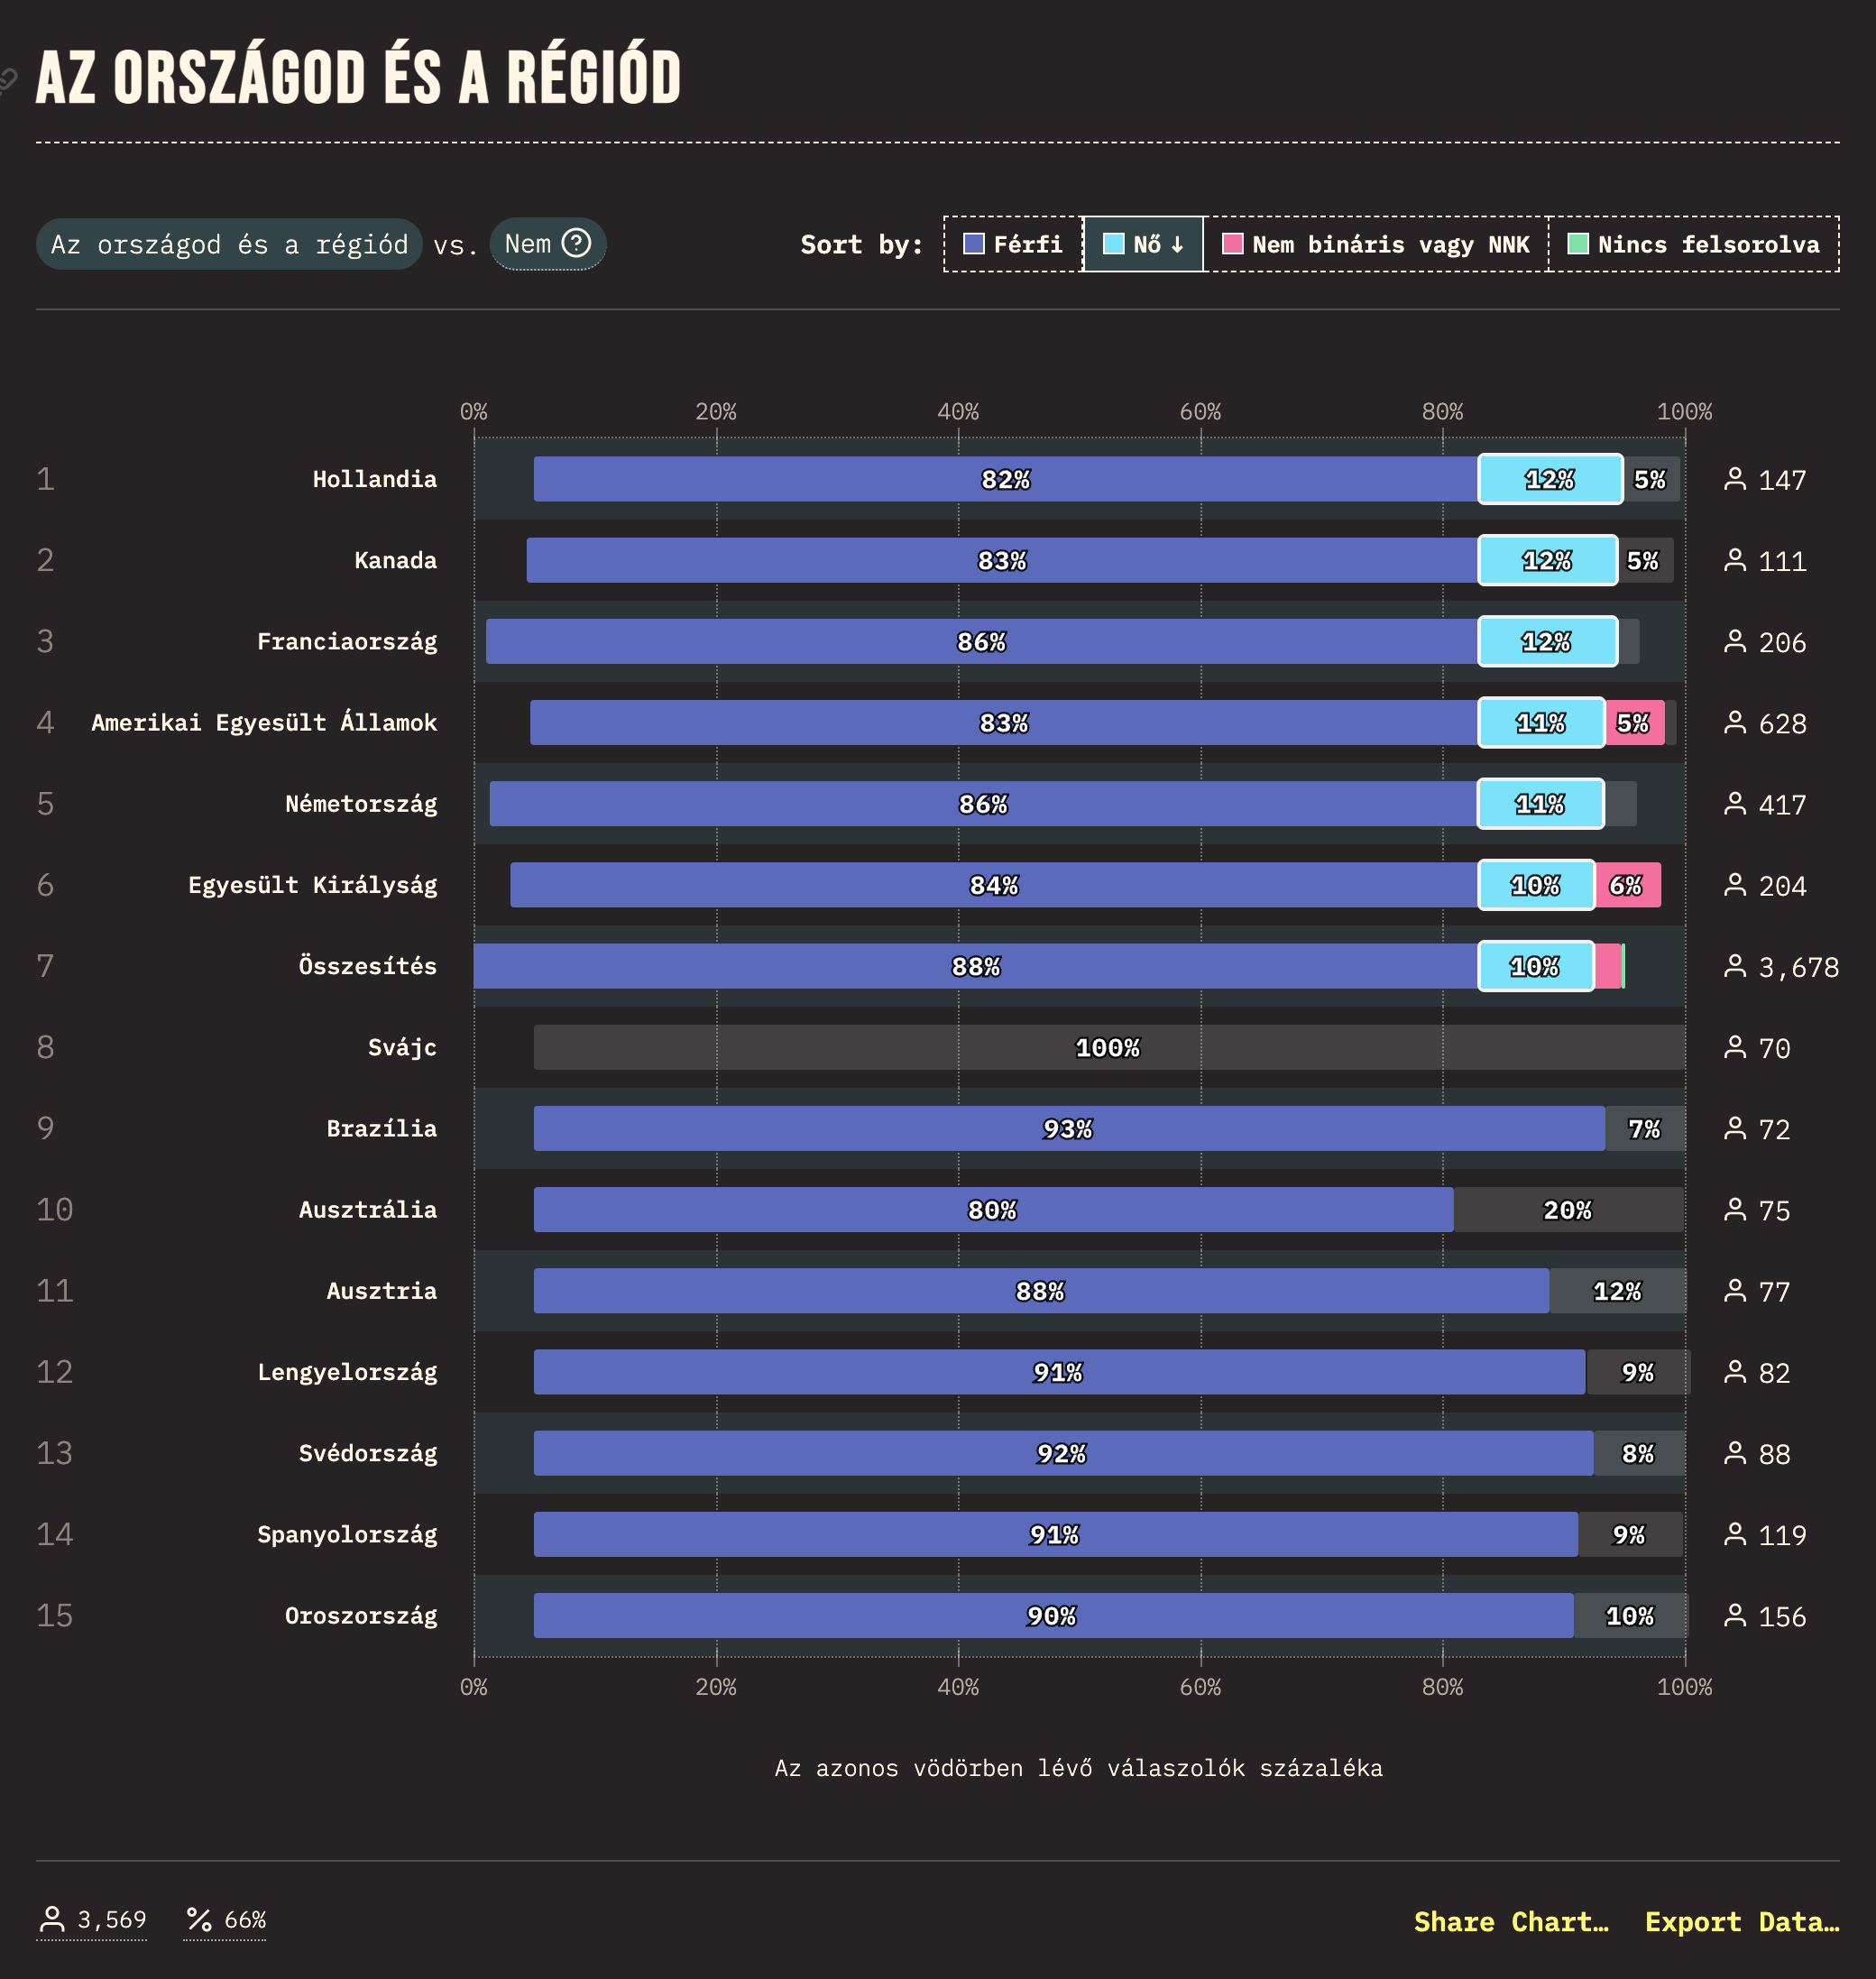 AZ ORSZÁGOD ÉS A RÉGIÓD
Az országod és a régiód vs. Nem ? Sort by: Férfi Nő ↓ Nem bináris vagy NNK Nincs felsorolva
0% 20% 40% 60% 80% 100%
1 Hollandia 82% 12% 5% 147
2 Kanada 83% 12% 5% 111
3 Franciaország 86% 12% 206
4 Amerikai Egyesült Államok 83% 11% 5% 628
5 Németország 86% 11% 417
6 Egyesült Királyság 84% 10% 6% 204
7 Összesítés 88% 10% 3,678
8 Svájc 100% 70
9 Brazília 93% 7% 72
10 Ausztrália 80% 20% 75
11 Ausztria 88% 12% 77
12 Lengyelország 91% 9% 82
13 Svédország 92% 8% 88
14 Spanyolország 91% 9% 119
15 Oroszország 90% 10% 156
0% 20% 40% 60% 80% 100%
Az azonos vödörben lévő válaszolók százaléka
3,569 % 66% Share Chart… Export Data…